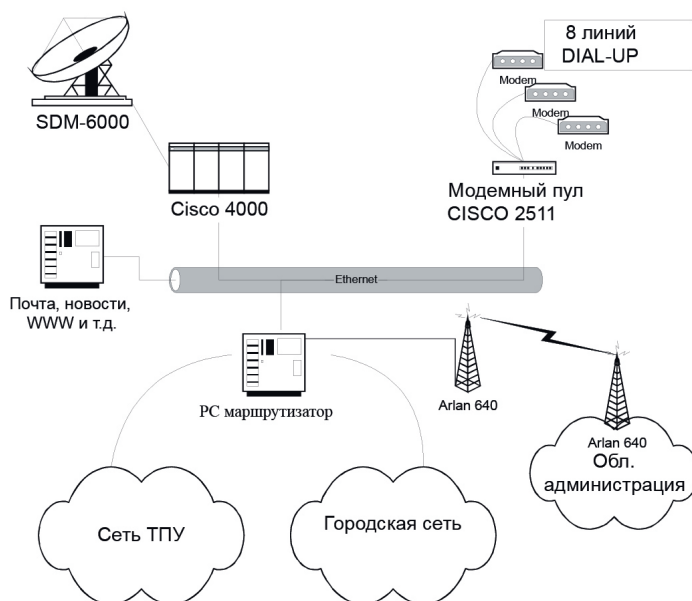 8 линий
DIAL-UP
Modem
Modem
Modem
SDM-6000
Cisco 4000
Модемный пул
CISCO 2511
Ethernet
Почта, новости,
WWW и т.д.
РС маршрутизатор
Arlan 640
Arlan 640
Обл.
администрация
Сеть ТПУ
Городская сеть